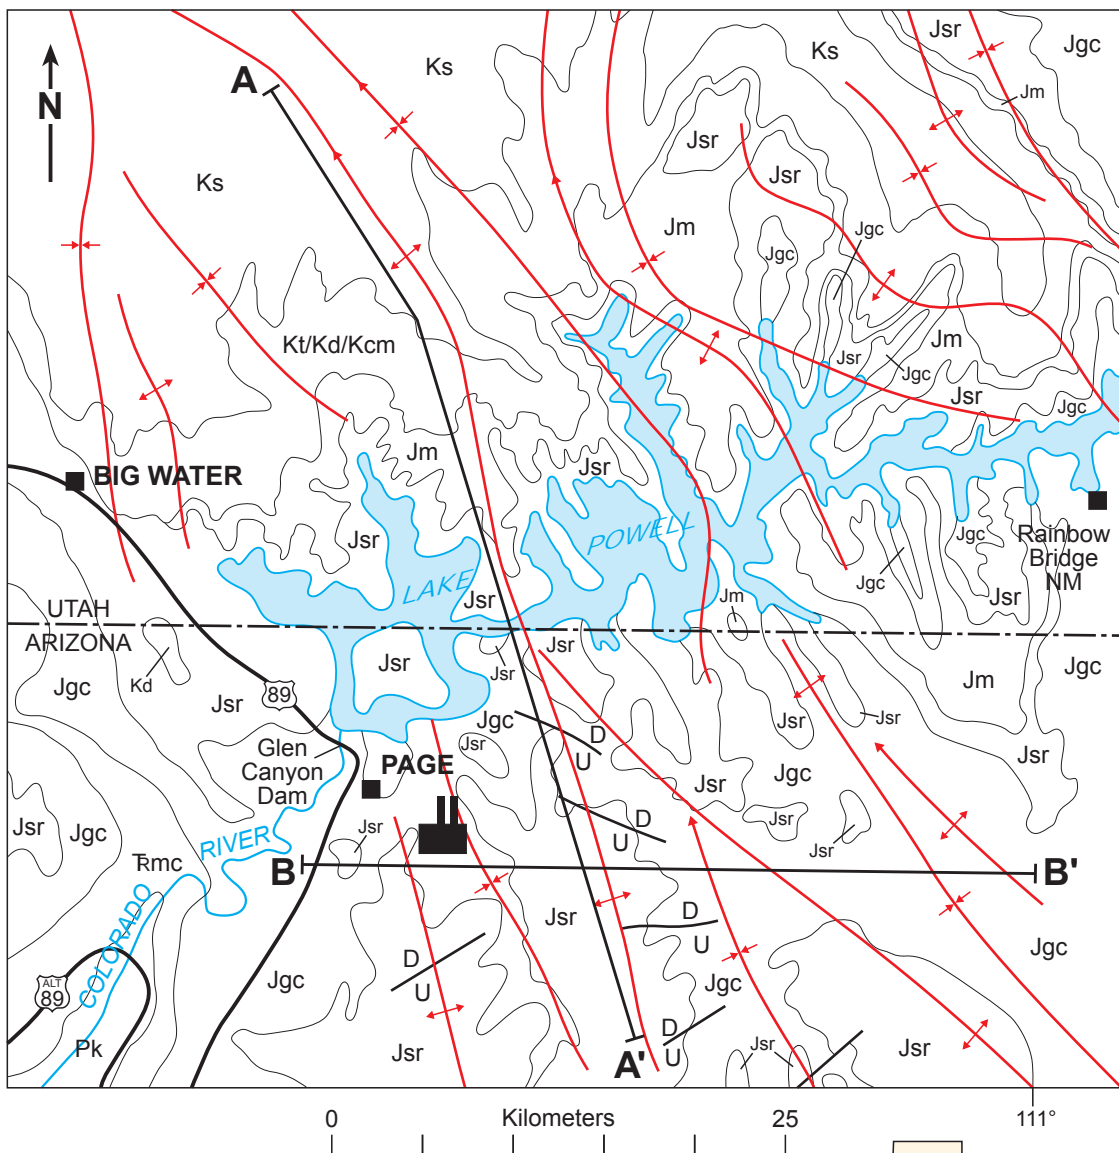 Jsr
Jgc
Ks
Ks
Jm
A
N
Jsr
Jsr
Ks
Jm
Jgc
Jgc
Kt/Kd/Kcm
Jm
Jsr
Jgc
Jsr
Jgc
Jm
BIG WATER
Jsr
POWELL
Jsr
LAKE
Jsr
Jgc
Jgc
Rainbow
Bridge
NM
Jsr
Jm
UTAH
ARIZONA
Jsr
Jsr
Jsr
Jgc
Kd
Jsr
89
Jgc
Jm
Jgc
Jsr
Jsr
Glen
Canyon
Dam
PAGE
Jsr
D
U
Jsr
Jgc
Jsr
Jsr
Jgc
RIVER
Jsr
D
U
Jsr
Jsr
B
B'
Ꞃmc
COLORADO
Jsr
D
U
D
U
Jgc
Jgc
Jgc
ALT
89
Pk
Jsr
A'
D
U
Jsr
Jsr
0
Kilometers
25
111°